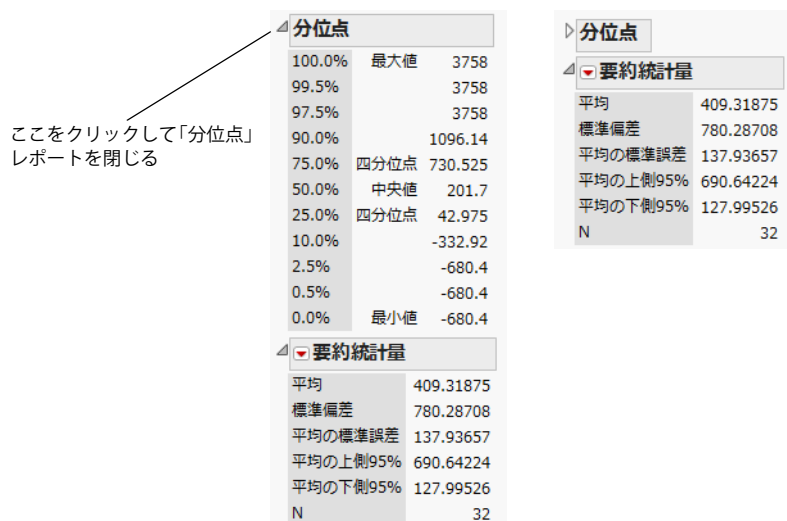 ここをクリックして「分位点」
レポートを閉じる
分位点
100.0% 最大値 3758
99.5% 3758
97.5% 3758
90.0% 1096.14
75.0% 四分位点 730.525
50.0% 中央値 201.7
25.0% 四分位点 42.975
10.0% -332.92
2.5% -680.4
0.5% -680.4
0.0% 最小値 -680.4
要約統計量
平均 409.31875
標準偏差 780.28708
平均の標準誤差 137.93657
平均の上側95% 690.64224
平均の下側95% 127.99526
N 32
分位点
要約統計量
平均 409.31875
標準偏差 780.28708
平均の標準誤差 137.93657
平均の上側95% 690.64224
平均の下側95% 127.99526
N 32